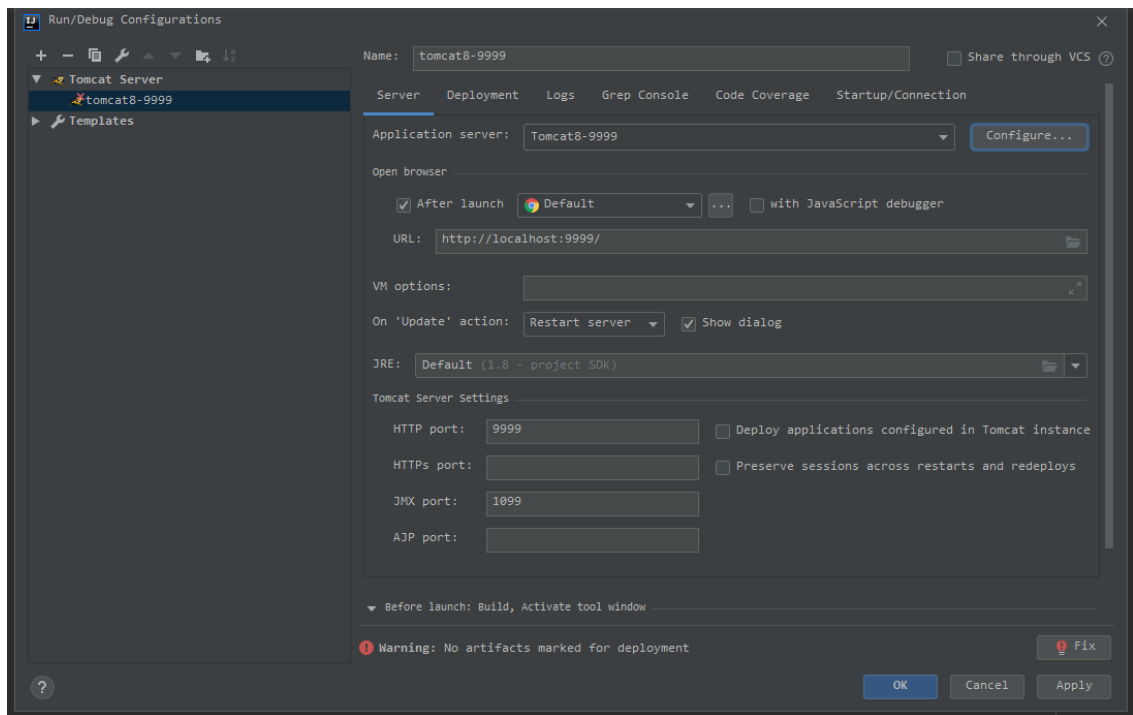 Run/Debug Configurations
Name: tomcat8-9999 Share through VCS ?
Tomcat Server
tomcat8-9999
Templates
Server Deployment Logs Grep Console Code Coverage Startup/Connection
Application server: Tomcat8-9999 Configure...
Open browser
After launch Default ... with JavaScript debugger
URL: http://localhost:9999/
VM options:
On 'Update' action: Restart server Show dialog
JRE: Default (1.8 - project SDK)
Tomcat Server Settings
HTTP port: 9999 Deploy applications configured in Tomcat instance
HTTPs port: Preserve sessions across restarts and redeploys
JMX port: 1099
AJP port:
Before launch: Build, Activate tool window
Warning: No artifacts marked for deployment Fix
? OK Cancel Apply